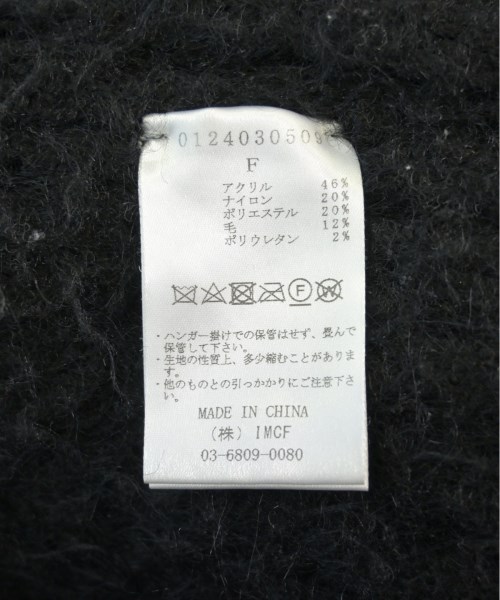 0124030509
F
アクリル 46%
ナイロン 20%
ポリエステル 20%
毛 12%
ポリウレタン 2%
F W
・ハンガー掛けでの保管はせず、畳んで
保管して下さい。
・生地の性質上、多少縮むことがありま
す。
・他のものとの引っかかりにご注意下さ
い。
MADE IN CHINA
(株) IMCF
03-6809-0080